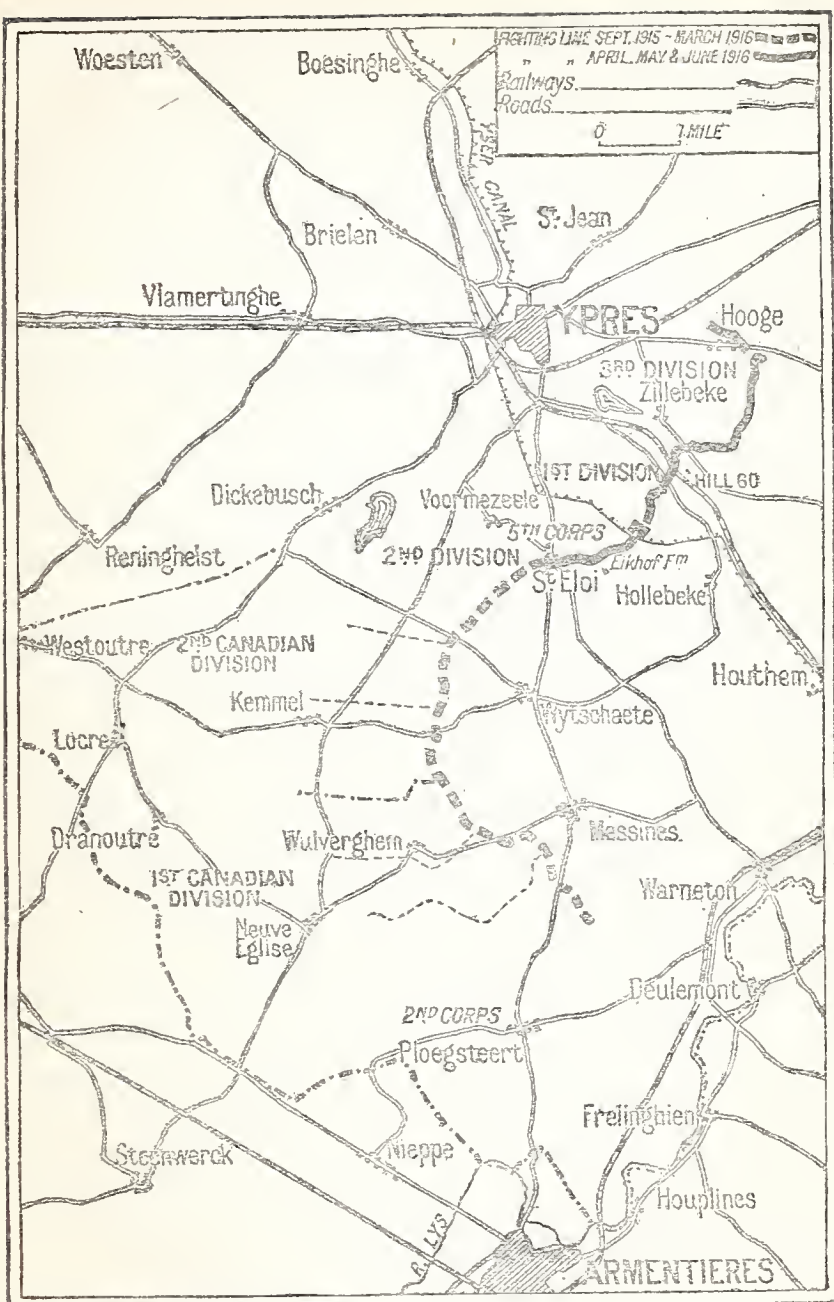 FIGHTING LINE SEPT. 1915 ~ MARCH 1916
" " APRIL, MAY & JUNE 1916
Railways
Roads
0 1 MILE
Woesten
Boesinghe
YSER CANAL
St Jean
Brielen
Vlamertinghe
YPRES
Hooge
3RD DIVISION
Zillebeke
1ST DIVISION
HILL 60
Dickebusch
Voormezeele
5TH CORPS
Reninghelst
2ND DIVISION
St Eloi
Eikhof Fm
Hollebeke
Westoutre
2ND CANADIAN
DIVISION
Houthem
Kemmel
Wytschaete
Locre
Dranoutre
Wulverghem
Messines
1ST CANADIAN
DIVISION
Warneton
Neuve
Eglise
Deulemont
2ND CORPS
Ploegsteert
Frelinghien
Steenwerck
Nieppe
Houplines
R. LYS
ARMENTIERES